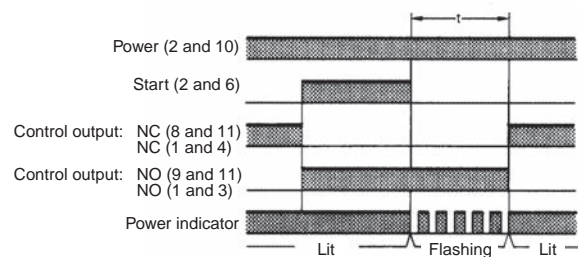 t
Power (2 and 10)
Start (2 and 6)
Control output: NC (8 and 11)
NC (1 and 4)
Control output: NO (9 and 11)
NO (1 and 3)
Power indicator
Lit Flashing Lit